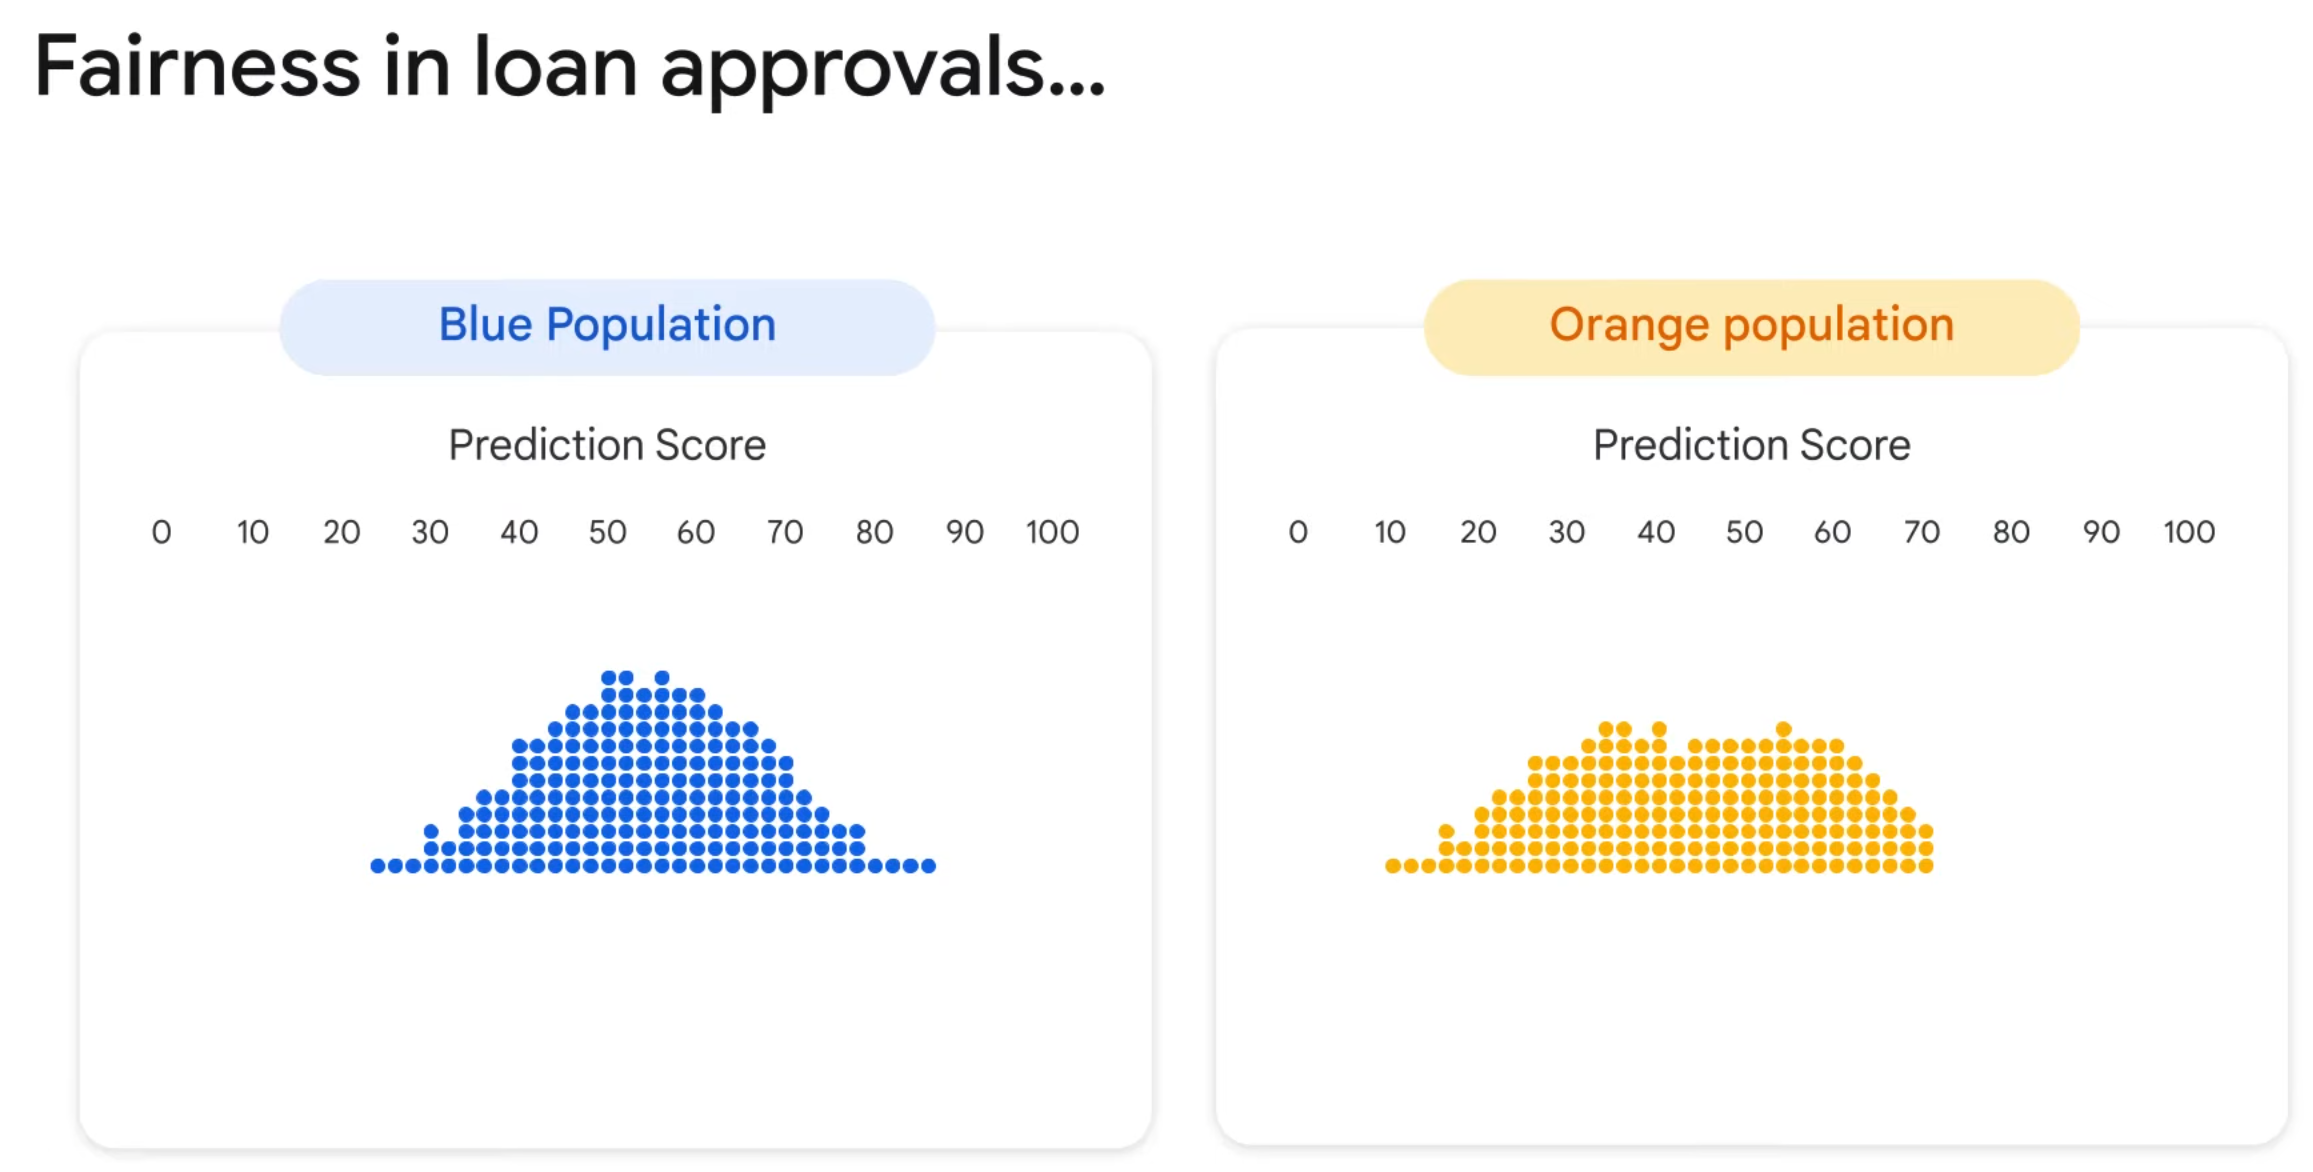 Fairness in loan approvals...
Blue Population
Prediction Score
0 10 20 30 40 50 60 70 80 90 100
Orange population
Prediction Score
0 10 20 30 40 50 60 70 80 90 100